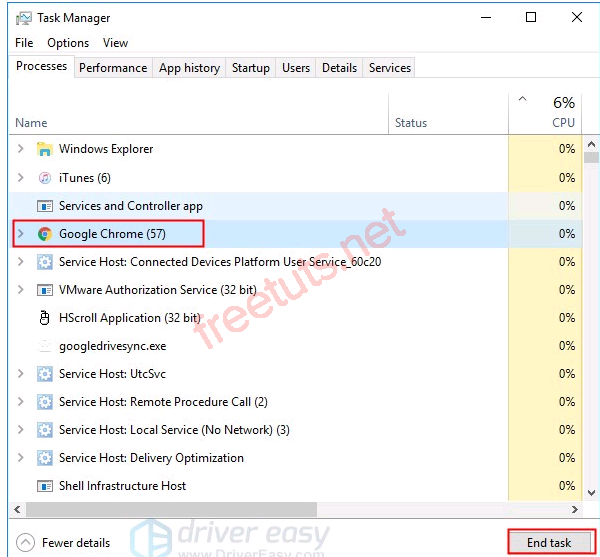 Task Manager
File Options View
Processes Performance App history Startup Users Details Services
6%
Name Status CPU
Windows Explorer 0%
iTunes (6) 0%
Services and Controller app 0%
Google Chrome (57) 0%
Service Host: Connected Devices Platform User Service_60c20 0%
VMware Authorization Service (32 bit) 0%
HScroll Application (32 bit) 0%
googledrivesync.exe 0%
Service Host: UtcSvc 0%
Service Host: Remote Procedure Call (2) 0%
Service Host: Local Service (No Network) (3) 0%
Service Host: Delivery Optimization 0%
Shell Infrastructure Host 0%
freetuts.net
Fewer details End task
driver easy
www.DriverEasy.com